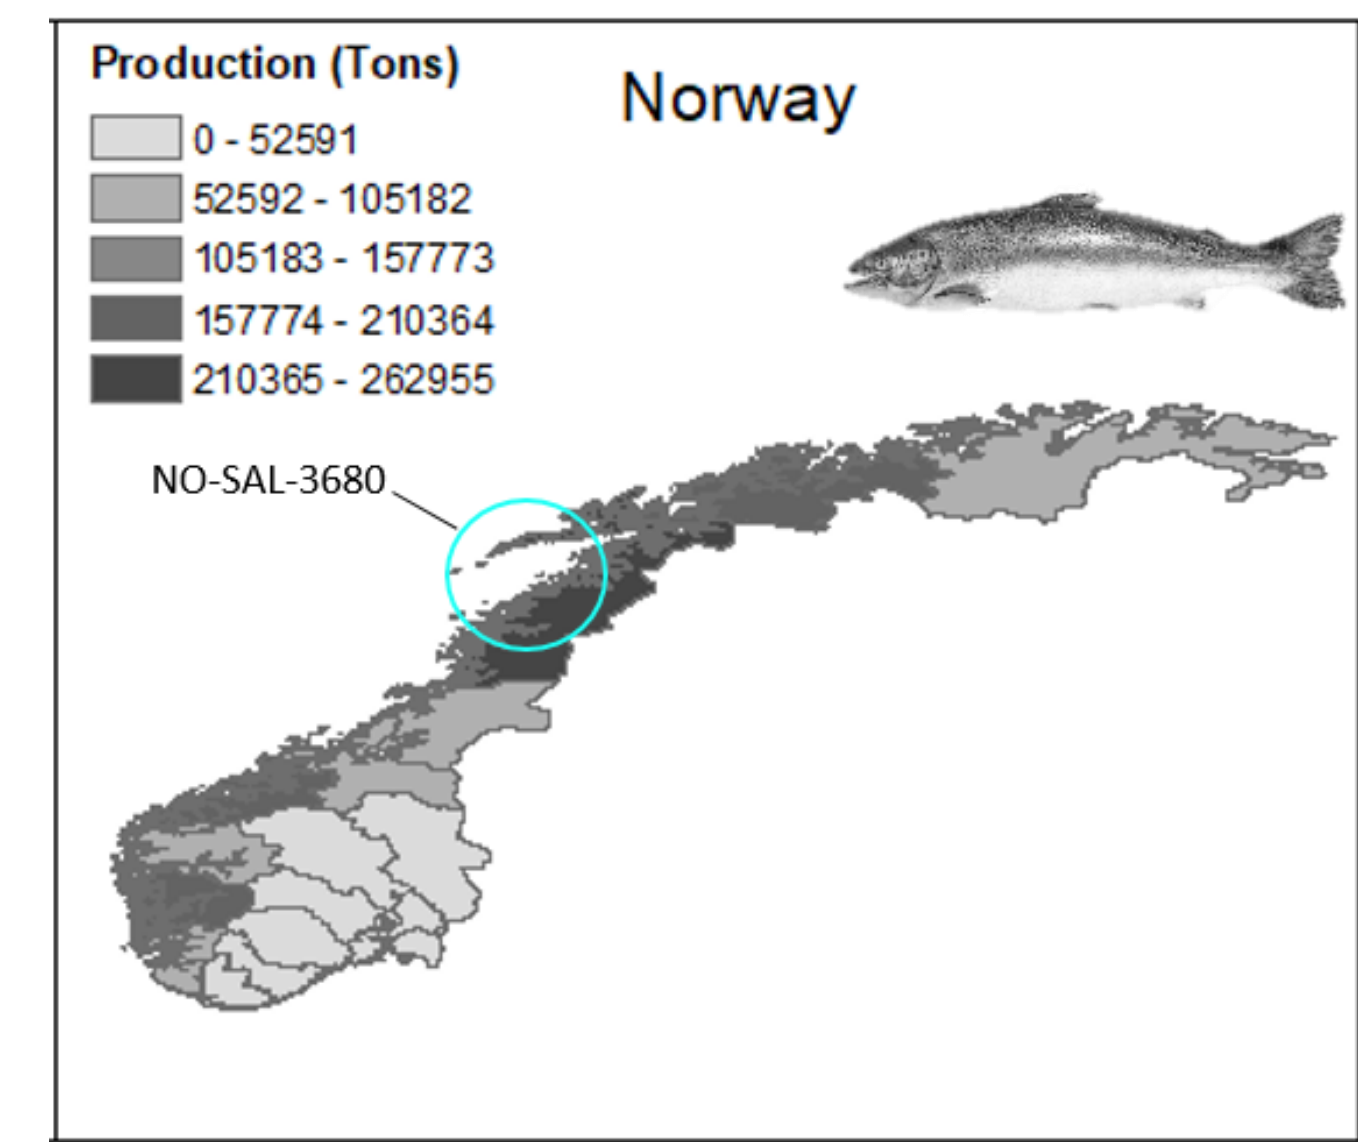 Production (Tons)
Norway
0 - 52591
52592 - 105182
105183 - 157773
157774 - 210364
210365 - 262955
NO-SAL-3680